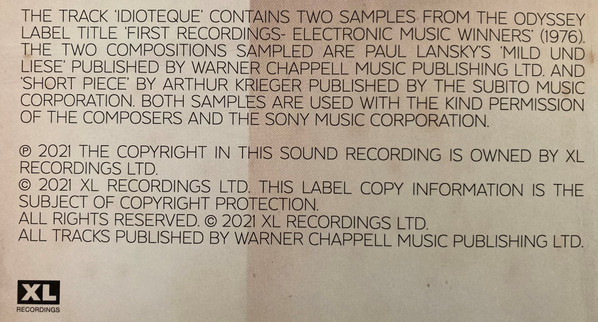 THE TRACK 'IDIOTEQUE' CONTAINS TWO SAMPLES FROM THE ODYSSEY
LABEL TITLE 'FIRST RECORDINGS- ELECTRONIC MUSIC WINNERS' (1976).
THE TWO COMPOSITIONS SAMPLED ARE PAUL LANSKY'S 'MILD UND
LIESE' PUBLISHED BY WARNER CHAPPELL MUSIC PUBLISHING LTD. AND
'SHORT PIECE' BY ARTHUR KRIEGER PUBLISHED BY THE SUBITO MUSIC
CORPORATION. BOTH SAMPLES ARE USED WITH THE KIND PERMISSION
OF THE COMPOSERS AND THE SONY MUSIC CORPORATION.
℗ 2021 THE COPYRIGHT IN THIS SOUND RECORDING IS OWNED BY XL
RECORDINGS LTD.
© 2021 XL RECORDINGS LTD. THIS LABEL COPY INFORMATION IS THE
SUBJECT OF COPYRIGHT PROTECTION.
ALL RIGHTS RESERVED. © 2021 XL RECORDINGS LTD.
ALL TRACKS PUBLISHED BY WARNER CHAPPELL MUSIC PUBLISHING LTD.
XL
RECORDINGS